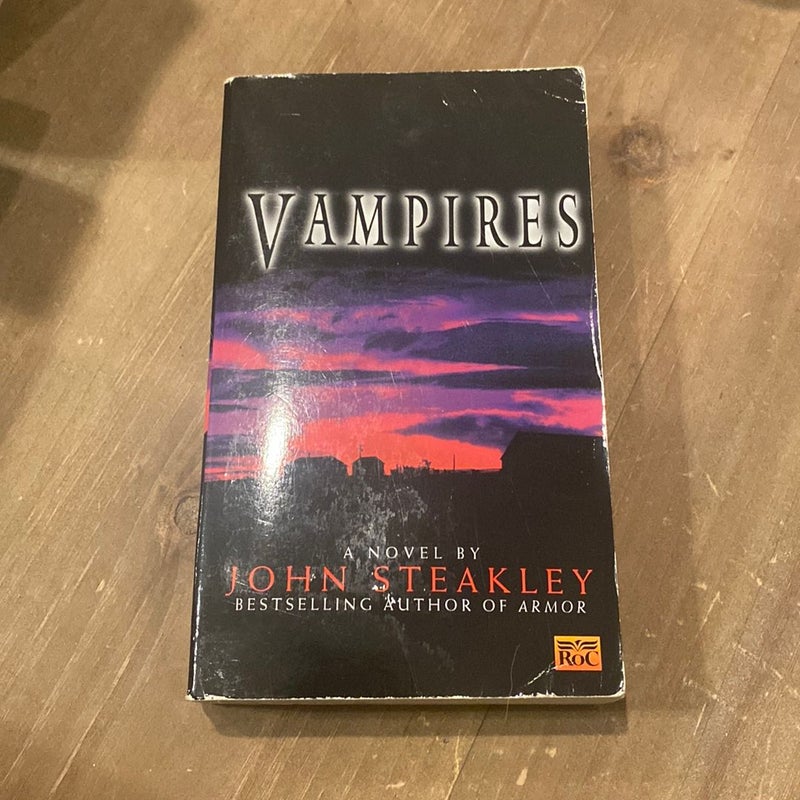 VAMPIRES
A NOVEL BY
JOHN STEAKLEY
BESTSELLING AUTHOR OF ARMOR
ROC